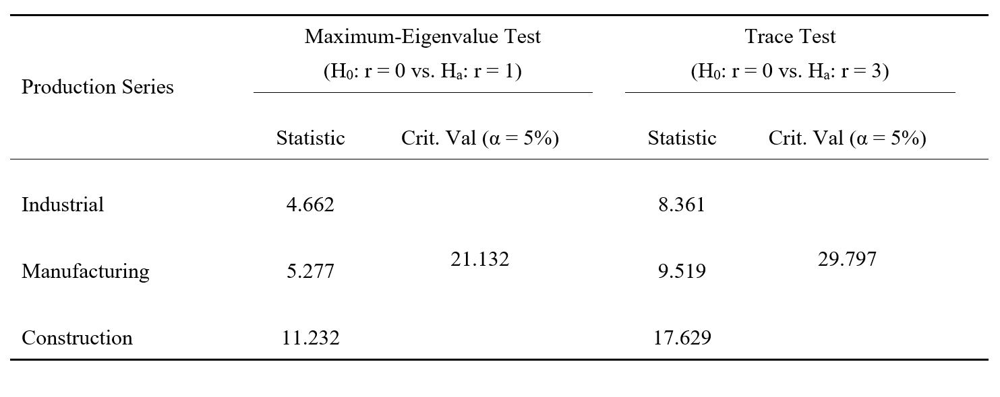 Maximum-Eigenvalue Test Trace Test
(H₀: r = 0 vs. Hₐ: r = 1) (H₀: r = 0 vs. Hₐ: r = 3)
Production Series
Statistic Crit. Val (α = 5%) Statistic Crit. Val (α = 5%)
Industrial 4.662 8.361
21.132 29.797
Manufacturing 5.277 9.519
Construction 11.232 17.629